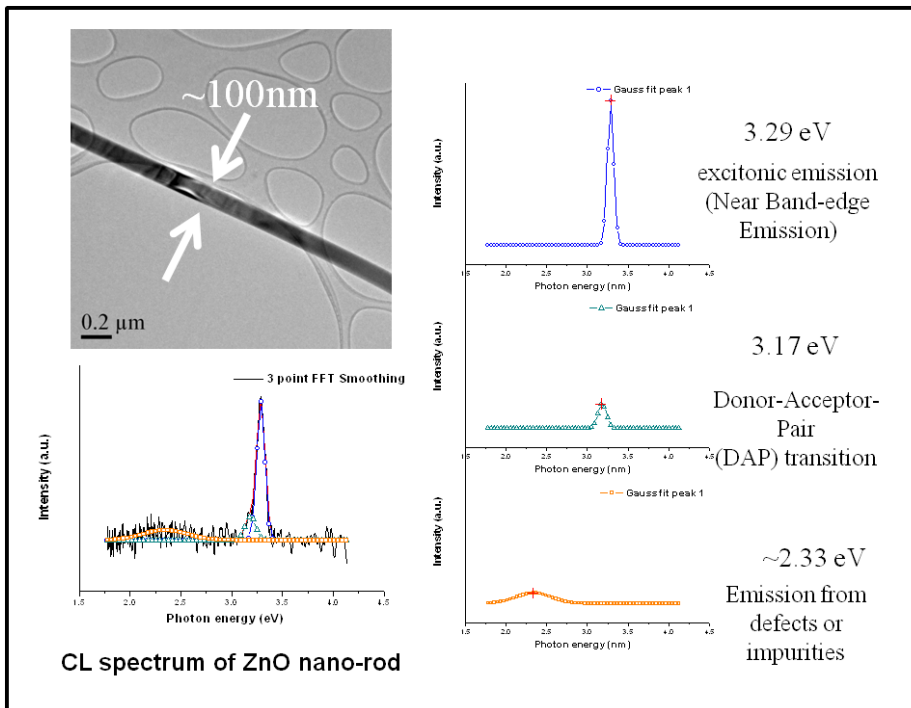 ~100nm
0.2 µm
3 point FFT Smoothing
Intensity (a.u.)
1.5 2.0 2.5 3.0 3.5 4.0 4.5
Photon energy (eV)
CL spectrum of ZnO nano-rod
Gauss fit peak 1
Intensity (a.u.)
1.5 2.0 2.5 3.0 3.5 4.0 4.5
Photon energy (nm)
3.29 eV
excitonic emission
(Near Band-edge
Emission)
Gauss fit peak 1
Intensity (a.u.)
1.5 2.0 2.5 3.0 3.5 4.0 4.5
Photon energy (nm)
3.17 eV
Donor-Acceptor-
Pair
(DAP) transition
Gauss fit peak 1
Intensity (a.u.)
1.5 2.0 2.5 3.0 3.5 4.0 4.5
Photon energy (nm)
~2.33 eV
Emission from
defects or
impurities